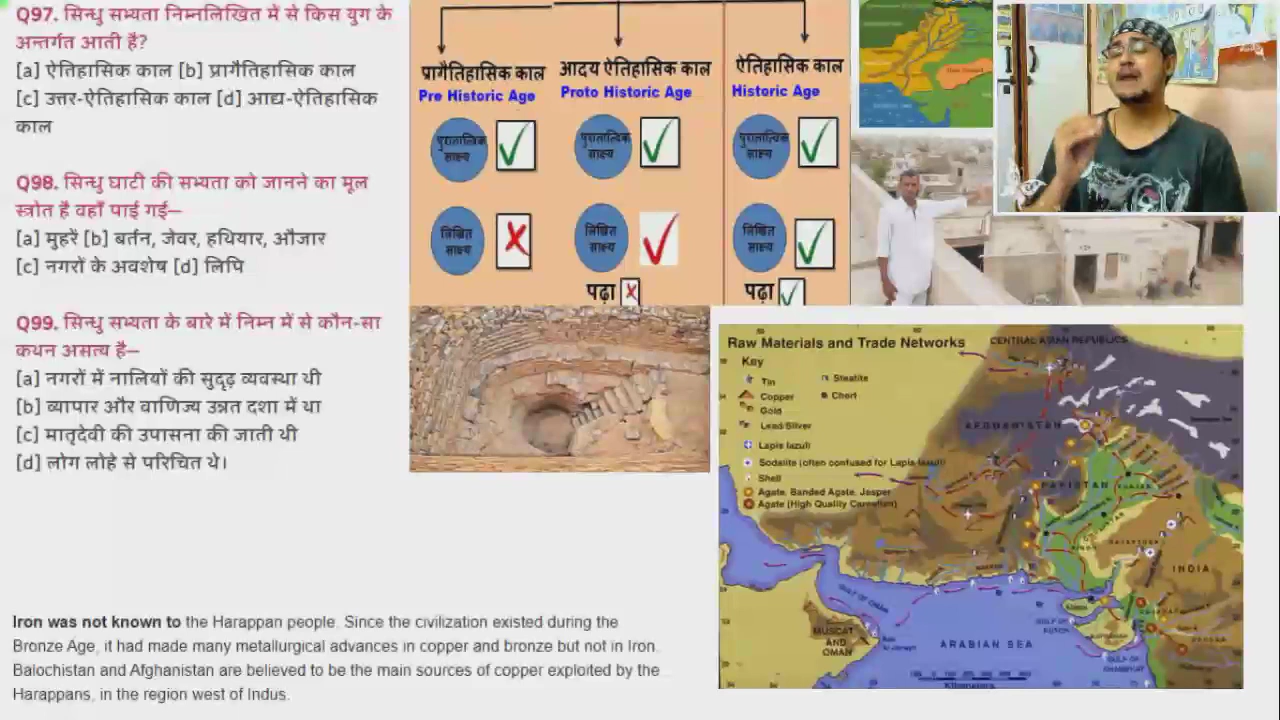 Q97. सिन्धु सभ्यता निम्नलिखित में से किस युग के
अन्तर्गत आती है?
[a] ऐतिहासिक काल [b] प्रागैतिहासिक काल
[c] उत्तर-ऐतिहासिक काल [d] आद्य-ऐतिहासिक
काल
Q98. सिन्धु घाटी की सभ्यता को जानने का मूल
स्त्रोत है वहाँ पाई गई—
[a] मुहरें [b] बर्तन, जेवर, हथियार, औजार
[c] नगरों के अवशेष [d] लिपि
Q99. सिन्धु सभ्यता के बारे में निम्न में से कौन-सा
कथन असत्य है—
[a] नगरों में नालियों की सुदृढ़ व्यवस्था थी
[b] व्यापार और वाणिज्य उन्नत दशा में था
[c] मातृदेवी की उपासना की जाती थी
[d] लोग लोहे से परिचित थे।
Iron was not known to the Harappan people. Since the civilization existed during the
Bronze Age, it had made many metallurgical advances in copper and bronze but not in Iron.
Balochistan and Afghanistan are believed to be the main sources of copper exploited by the
Harappans, in the region west of Indus.
प्रागैतिहासिक काल
Pre Historic Age
पुरातात्विक
साक्ष्य
लिखित
साक्ष्य
आदय ऐतिहासिक काल
Proto Historic Age
पुरातात्विक
साक्ष्य
लिखित
साक्ष्य
पढ़ा
ऐतिहासिक काल
Historic Age
पुरातात्विक
साक्ष्य
लिखित
साक्ष्य
पढ़ा
Raw Materials and Trade Networks
Key
Tin
Copper
Gold
Lead/Silver
Lapis lazuli
Sodalite (often confused for Lapis lazuli)
Shell
Agate, Banded Agate, Jasper
Agate (High Quality Carnelian)
Steatite
Chert
CENTRAL ASIAN REPUBLICS
AFGHANISTAN
PAKISTAN
INDIA
GULF OF OMAN
MUSCAT
AND
OMAN
ARABIAN SEA
GULF OF
KUTCH
GULF OF
KHAMBHAT
Kilometers